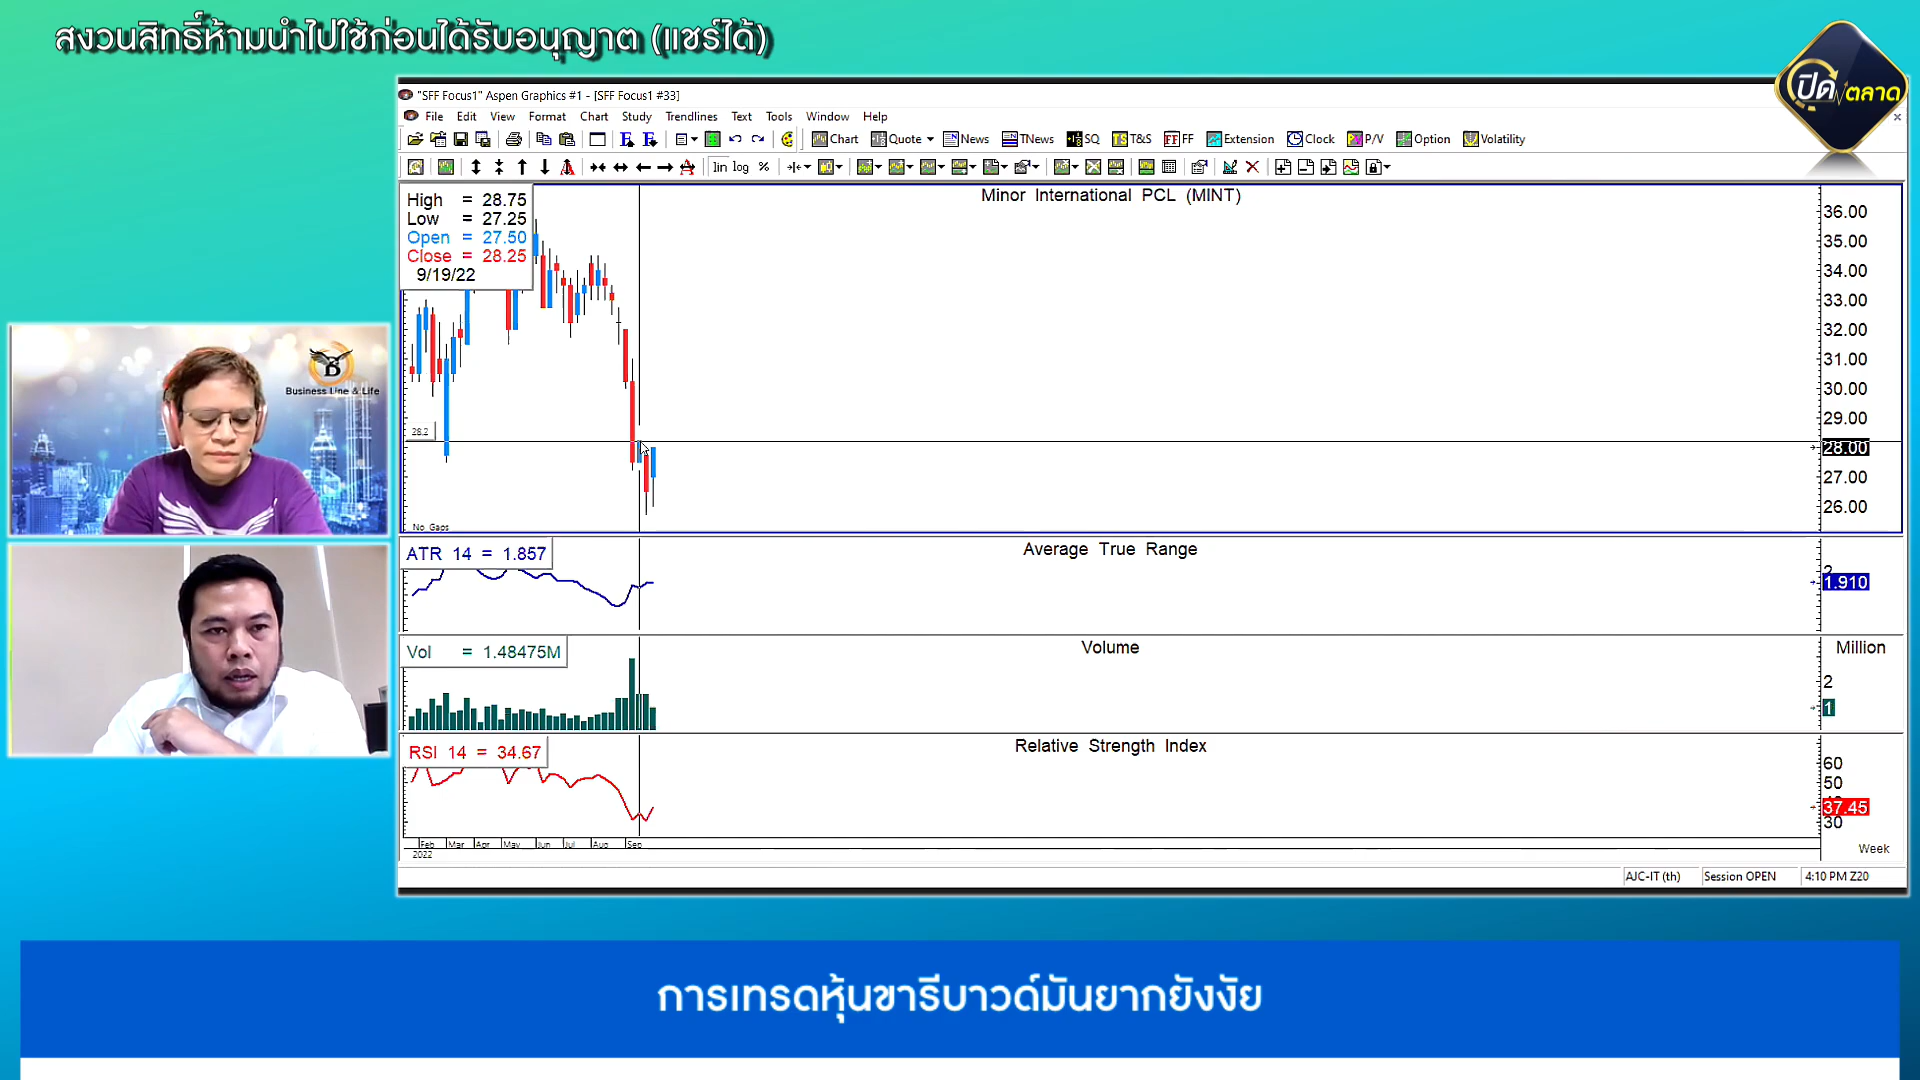 สงวนสิทธิ์ห้ามนำไปใช้ก่อนได้รับอนุญาต (แชร์ได้)
ปิดตลาด
"SFF Focus1" Aspen Graphics #1 - [SFF Focus1 #33]
File Edit View Format Chart Study Trendlines Text Tools Window Help
Chart Quote News TNews SQ T&S FF Extension Clock P/V Option Volatility
lin log %
Minor International PCL (MINT)
High = 28.75
Low = 27.25
Open = 27.50
Close = 28.25
9/19/22
36.00
35.00
34.00
33.00
32.00
31.00
30.00
29.00
28.00
27.00
26.00
28.2
No Gaps
Business Line & Life
ATR 14 = 1.857
Average True Range
2
1.910
Vol = 1.48475M
Volume
Million
2
1
RSI 14 = 34.67
Relative Strength Index
60
50
37.45
30
Feb Mar Apr May Jun Jul Aug Sep
2022
Week
AJC-IT (th) Session OPEN 4:10 PM Z20
การเทรดหุ้นขารีบาวด์มันยากยังงัย